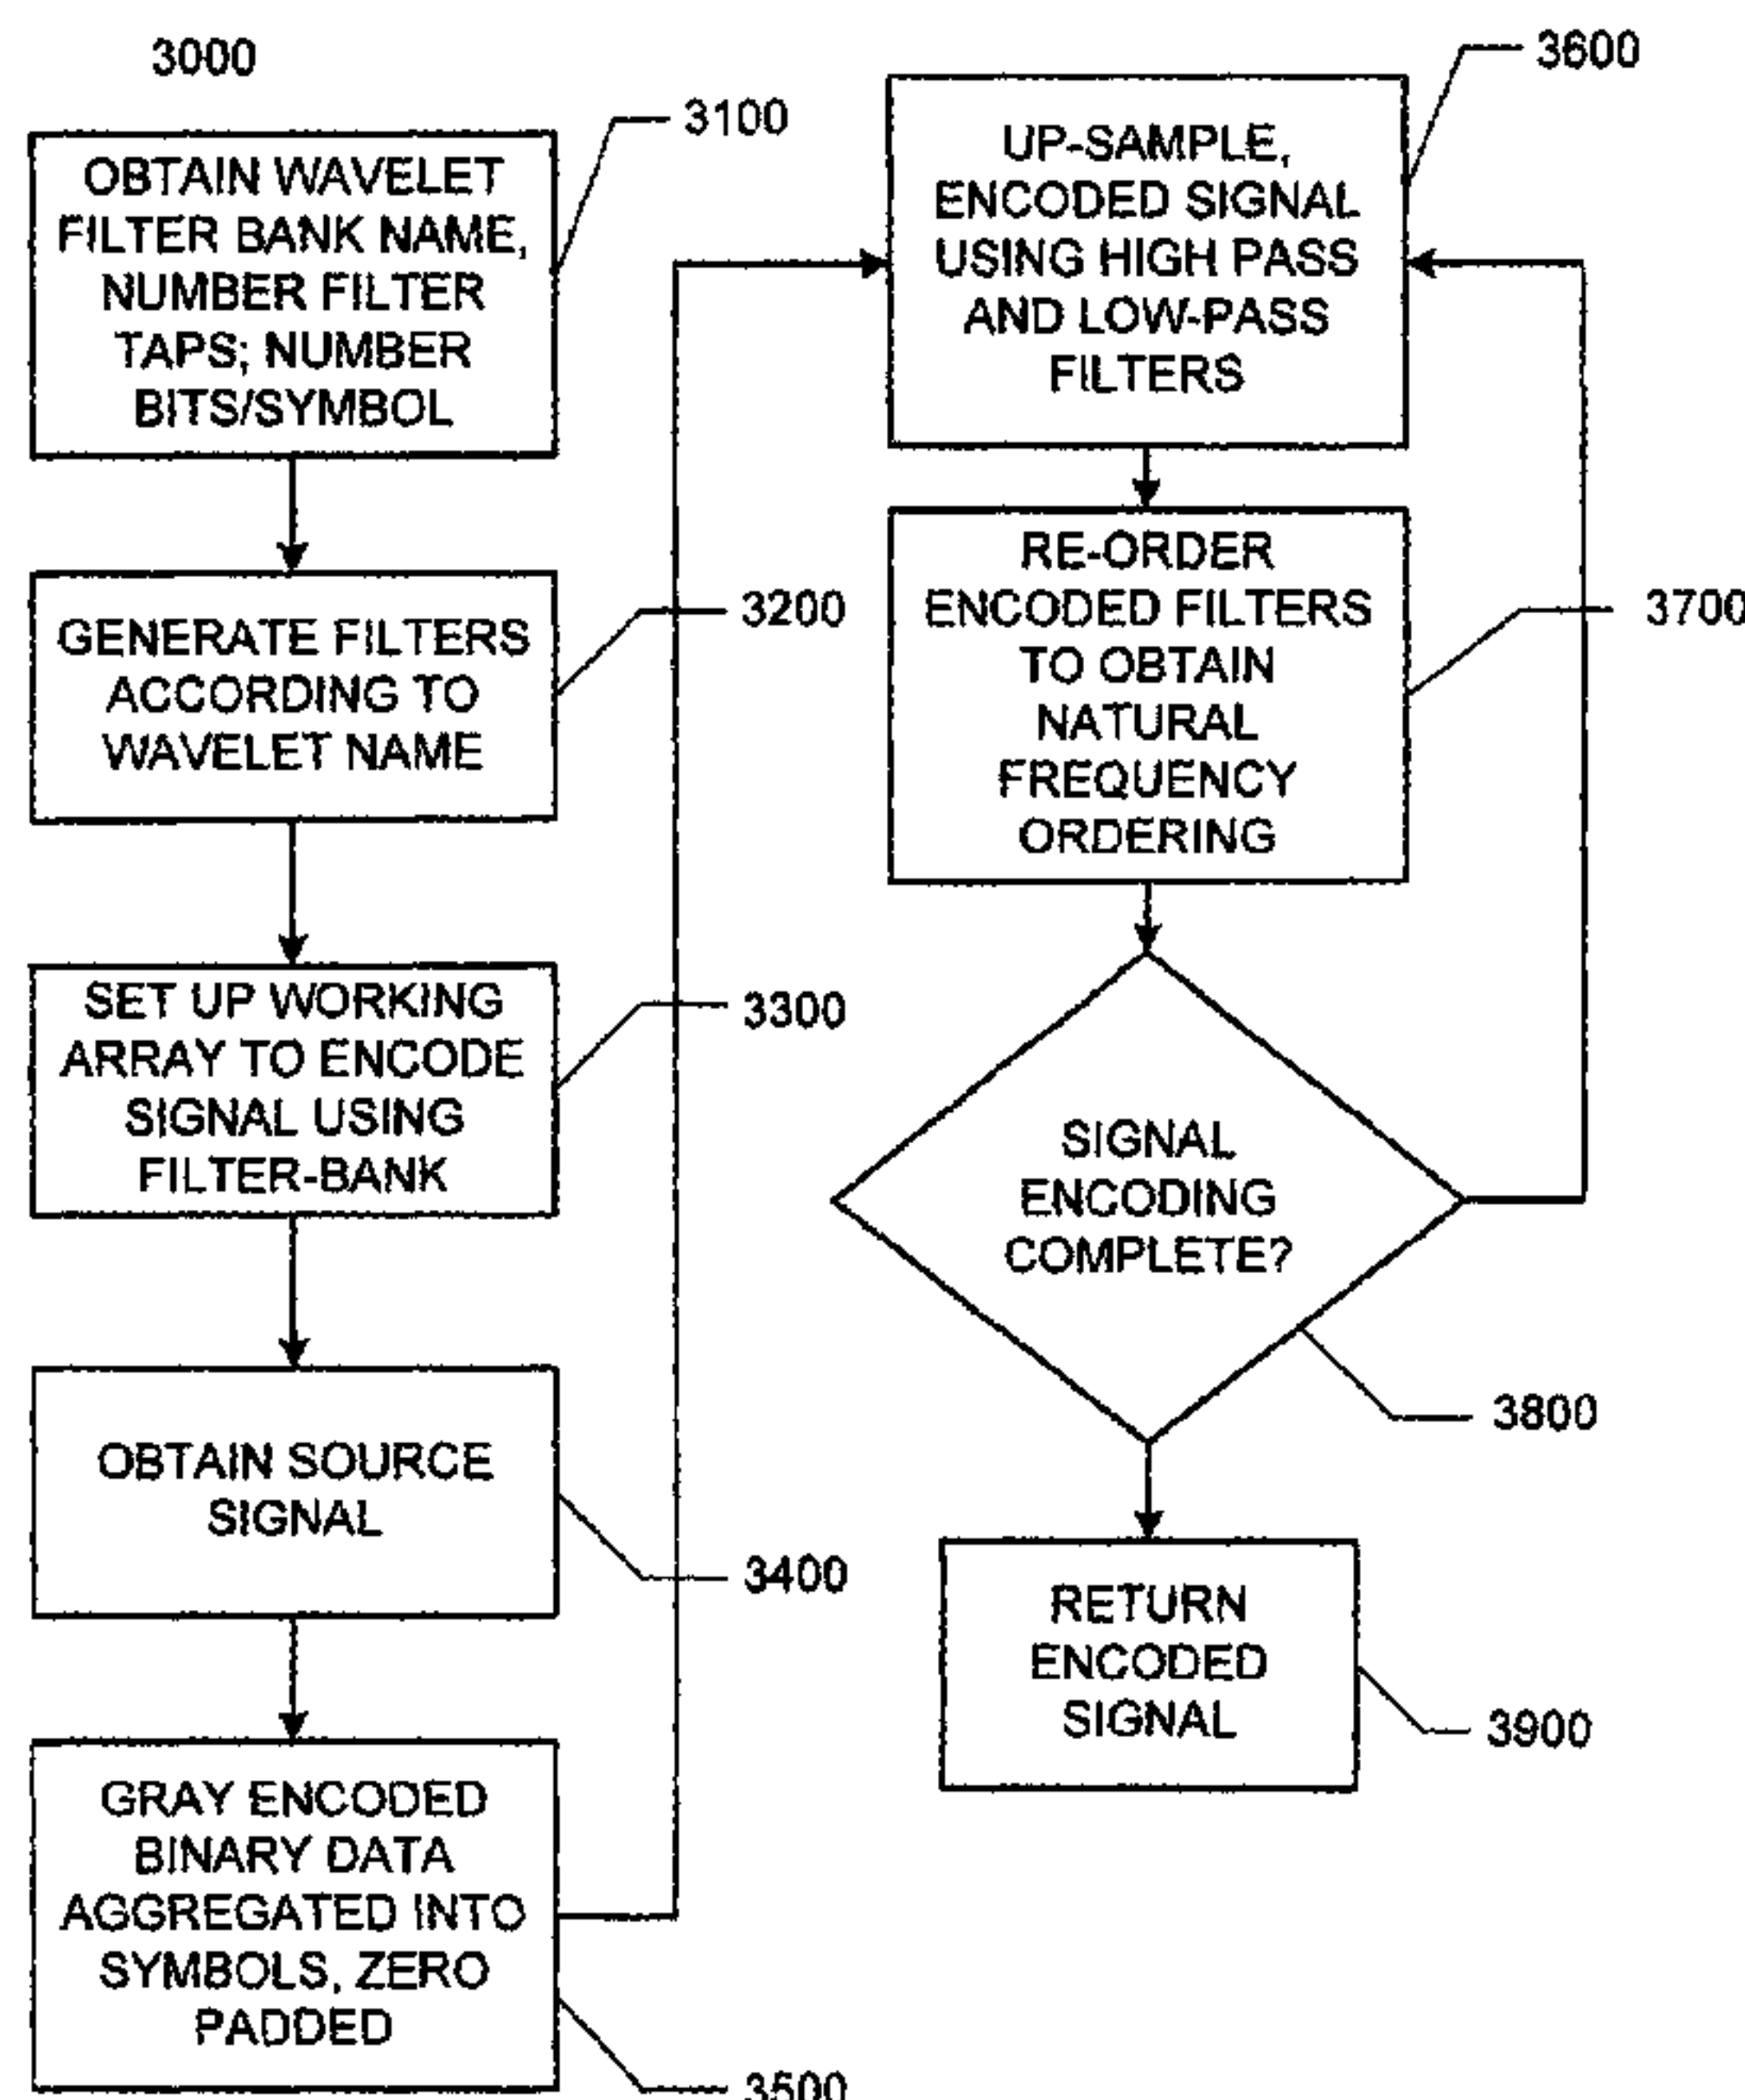 3000
3100
OBTAIN WAVELET
FILTER BANK NAME,
NUMBER FILTER
TAPS; NUMBER
BITS/SYMBOL
3200
GENERATE FILTERS
ACCORDING TO
WAVELET NAME
3300
SET UP WORKING
ARRAY TO ENCODE
SIGNAL USING
FILTER-BANK
OBTAIN SOURCE
SIGNAL
3400
GRAY ENCODED
BINARY DATA
AGGREGATED INTO
SYMBOLS, ZERO
PADDED
3500
3600
UP-SAMPLE,
ENCODED SIGNAL
USING HIGH PASS
AND LOW-PASS
FILTERS
RE-ORDER
ENCODED FILTERS
TO OBTAIN
NATURAL
FREQUENCY
ORDERING
3700
SIGNAL
ENCODING
COMPLETE?
3800
RETURN
ENCODED
SIGNAL
3900